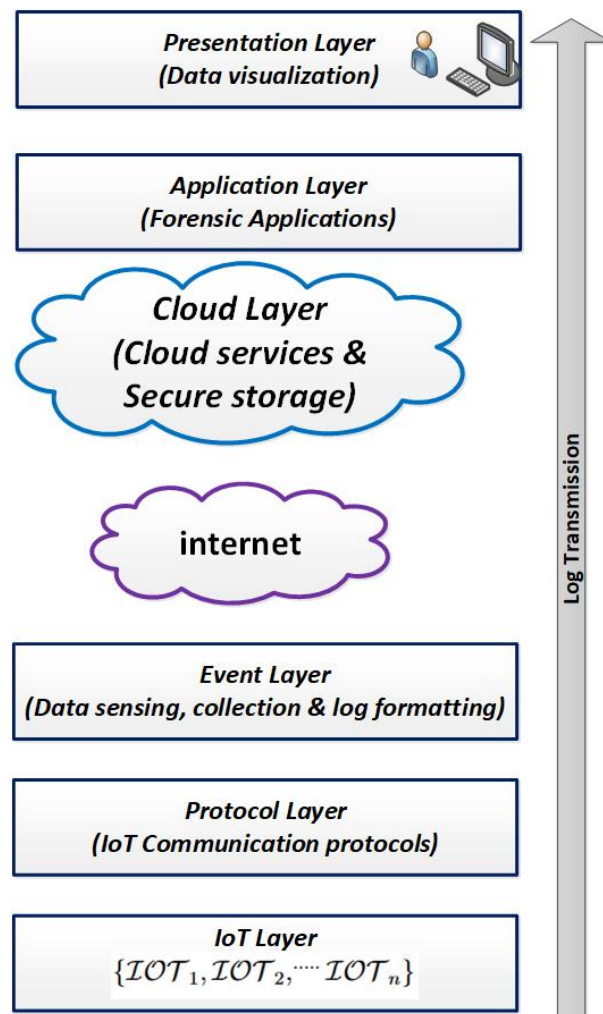 Presentation Layer
(Data visualization)
Application Layer
(Forensic Applications)
Cloud Layer
(Cloud services &
Secure storage)
internet
Event Layer
(Data sensing, collection & log formatting)
Protocol Layer
(IoT Communication protocols)
IoT Layer
{IOT₁, IOT₂, ..... IOTₙ}
Log Transmission